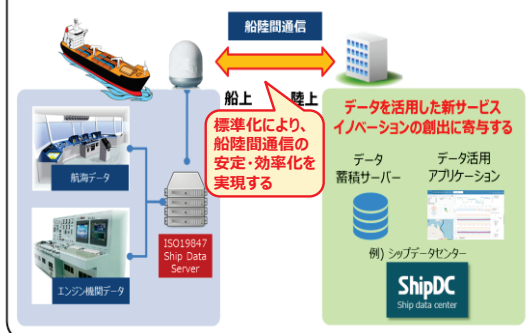 船陸間通信
船上
陸上
標準化により、
船陸間通信の
安定・効率化を
実現する
航海データ
エンジン機関データ
ISO19847
Ship Data
Server
データを活用した新サービス
イノベーションの創出に寄与する
データ
蓄積サーバー
データ活用
アプリケーション
例) シップデータセンター
ShipDC
Ship data center